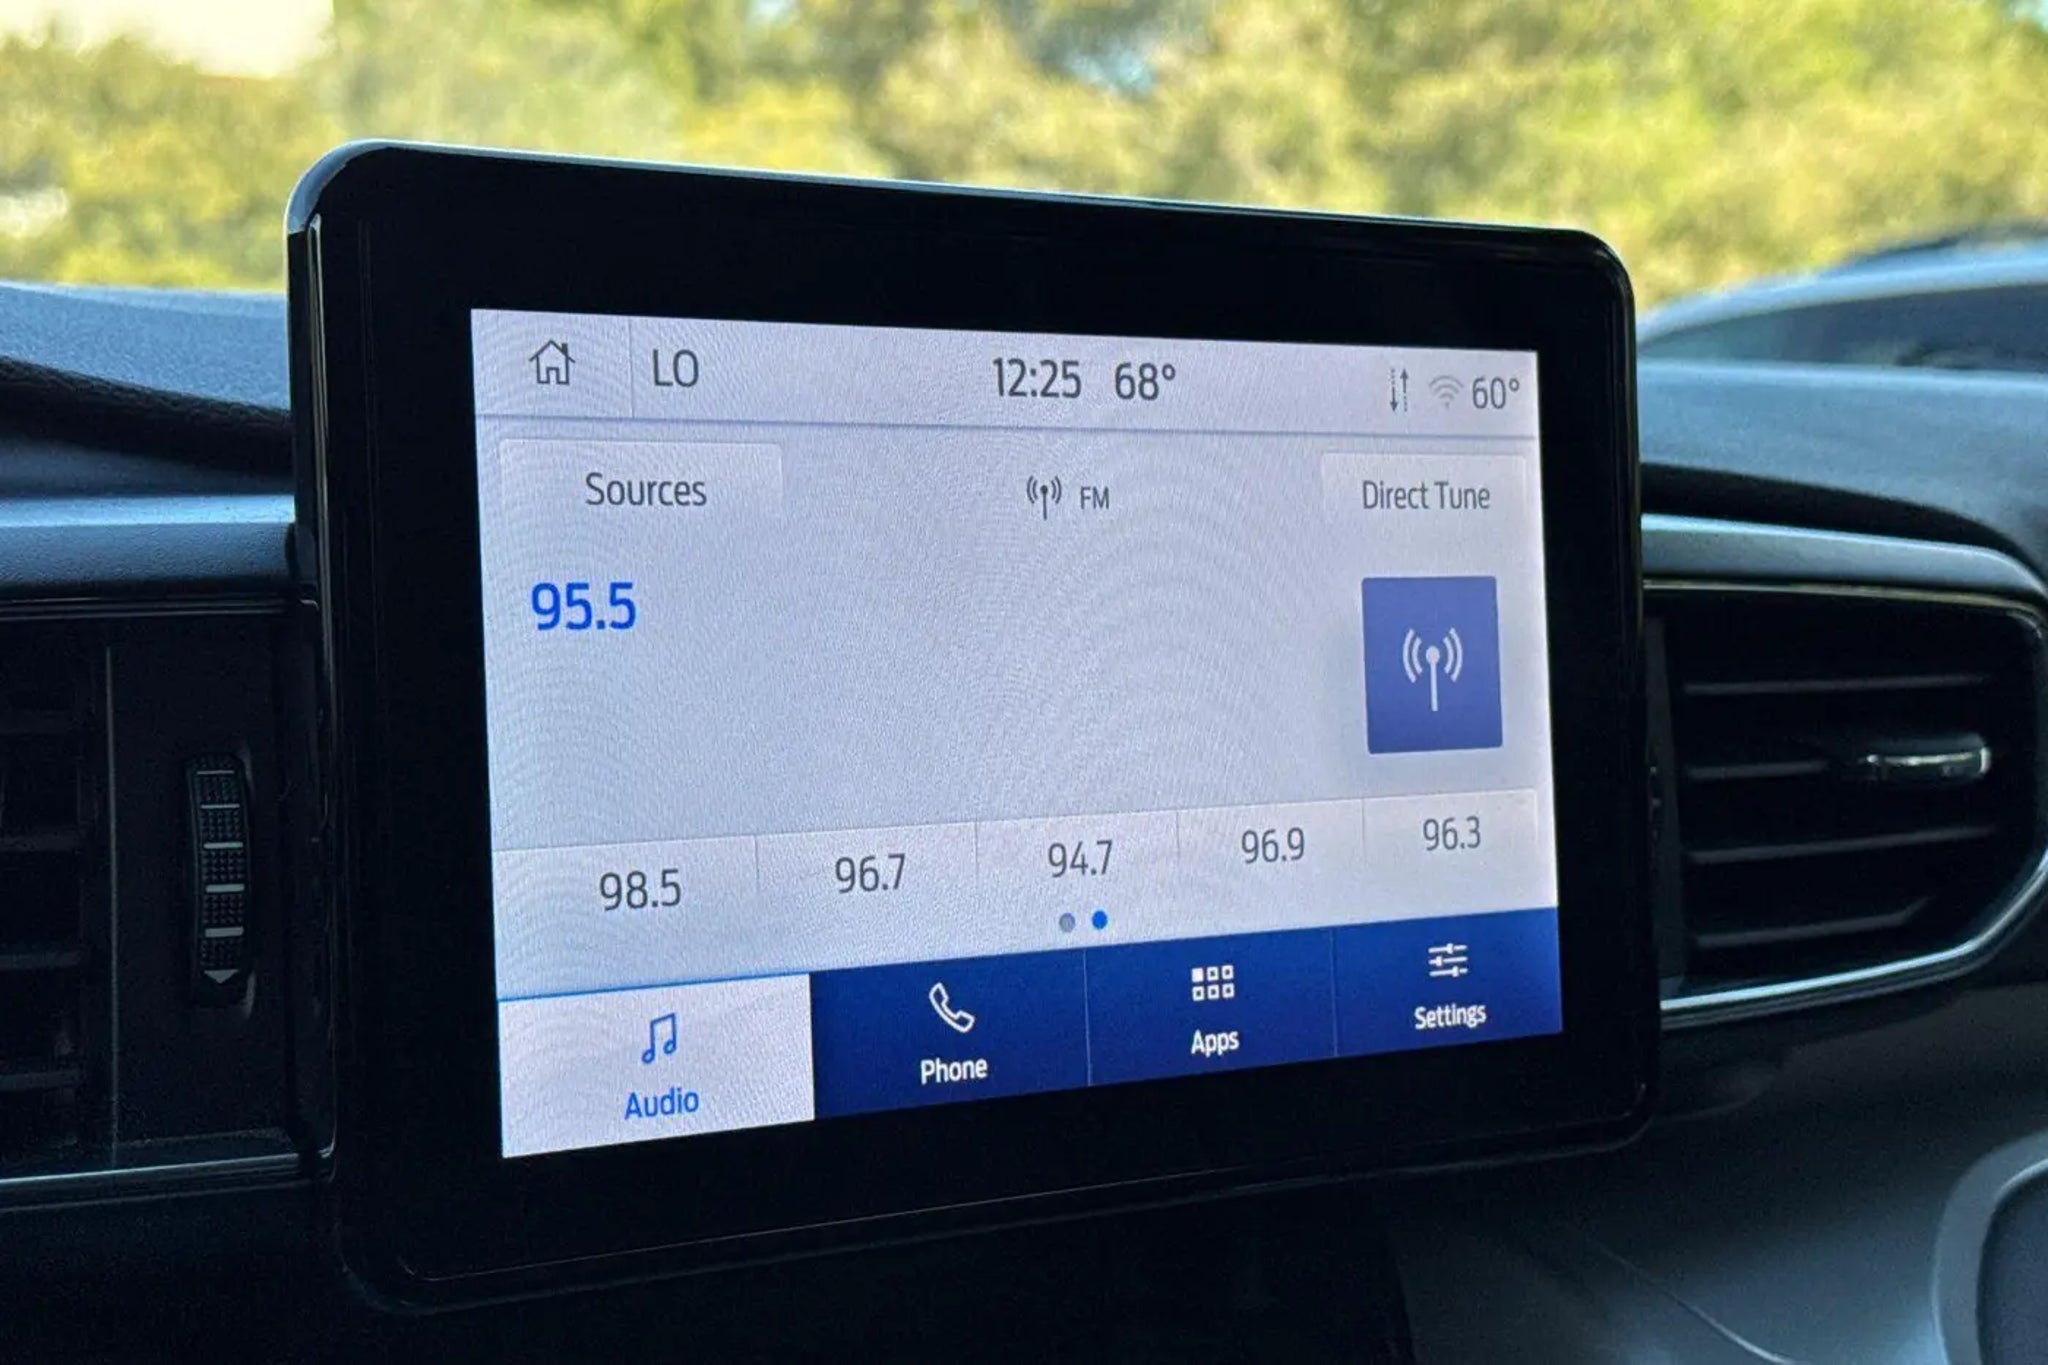 LO 12:25 68° 60°
Sources FM Direct Tune
95.5
98.5 96.7 94.7 96.9 96.3
Audio Phone Apps Settings